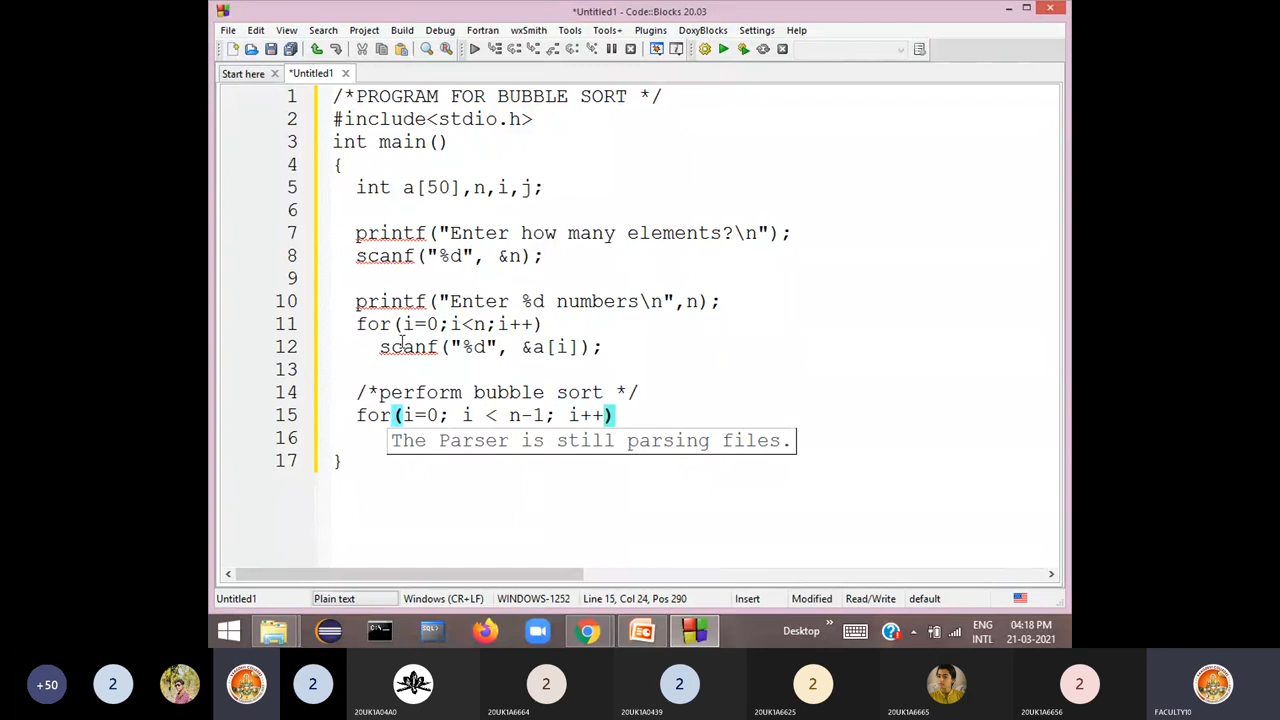 *Untitled1 - Code::Blocks 20.03
File Edit View Search Project Build Debug Fortran wxSmith Tools Tools+ Plugins DoxyBlocks Settings Help
Start here
*Untitled1
1 /*PROGRAM FOR BUBBLE SORT */
2 #include<stdio.h>
3 int main()
4 {
5 int a[50],n,i,j;
6
7 printf("Enter how many elements?\n");
8 scanf("%d", &n);
9
10 printf("Enter %d numbers\n",n);
11 for(i=0;i<n;i++)
12 scanf("%d", &a[i]);
13
14 /*perform bubble sort */
15 for(i=0; i < n-1; i++)
16 The Parser is still parsing files.
17 }
Untitled1 Plain text Windows (CR+LF) WINDOWS-1252 Line 15, Col 24, Pos 290 Insert Modified Read/Write default
Desktop
ENG
INTL
04:18 PM
21-03-2021
+50 2 2 2 2 2 2
20UK1A04A0 20UK1A6664 20UK1A0439 20UK1A6625 20UK1A6665 20UK1A6656 FACULTY10